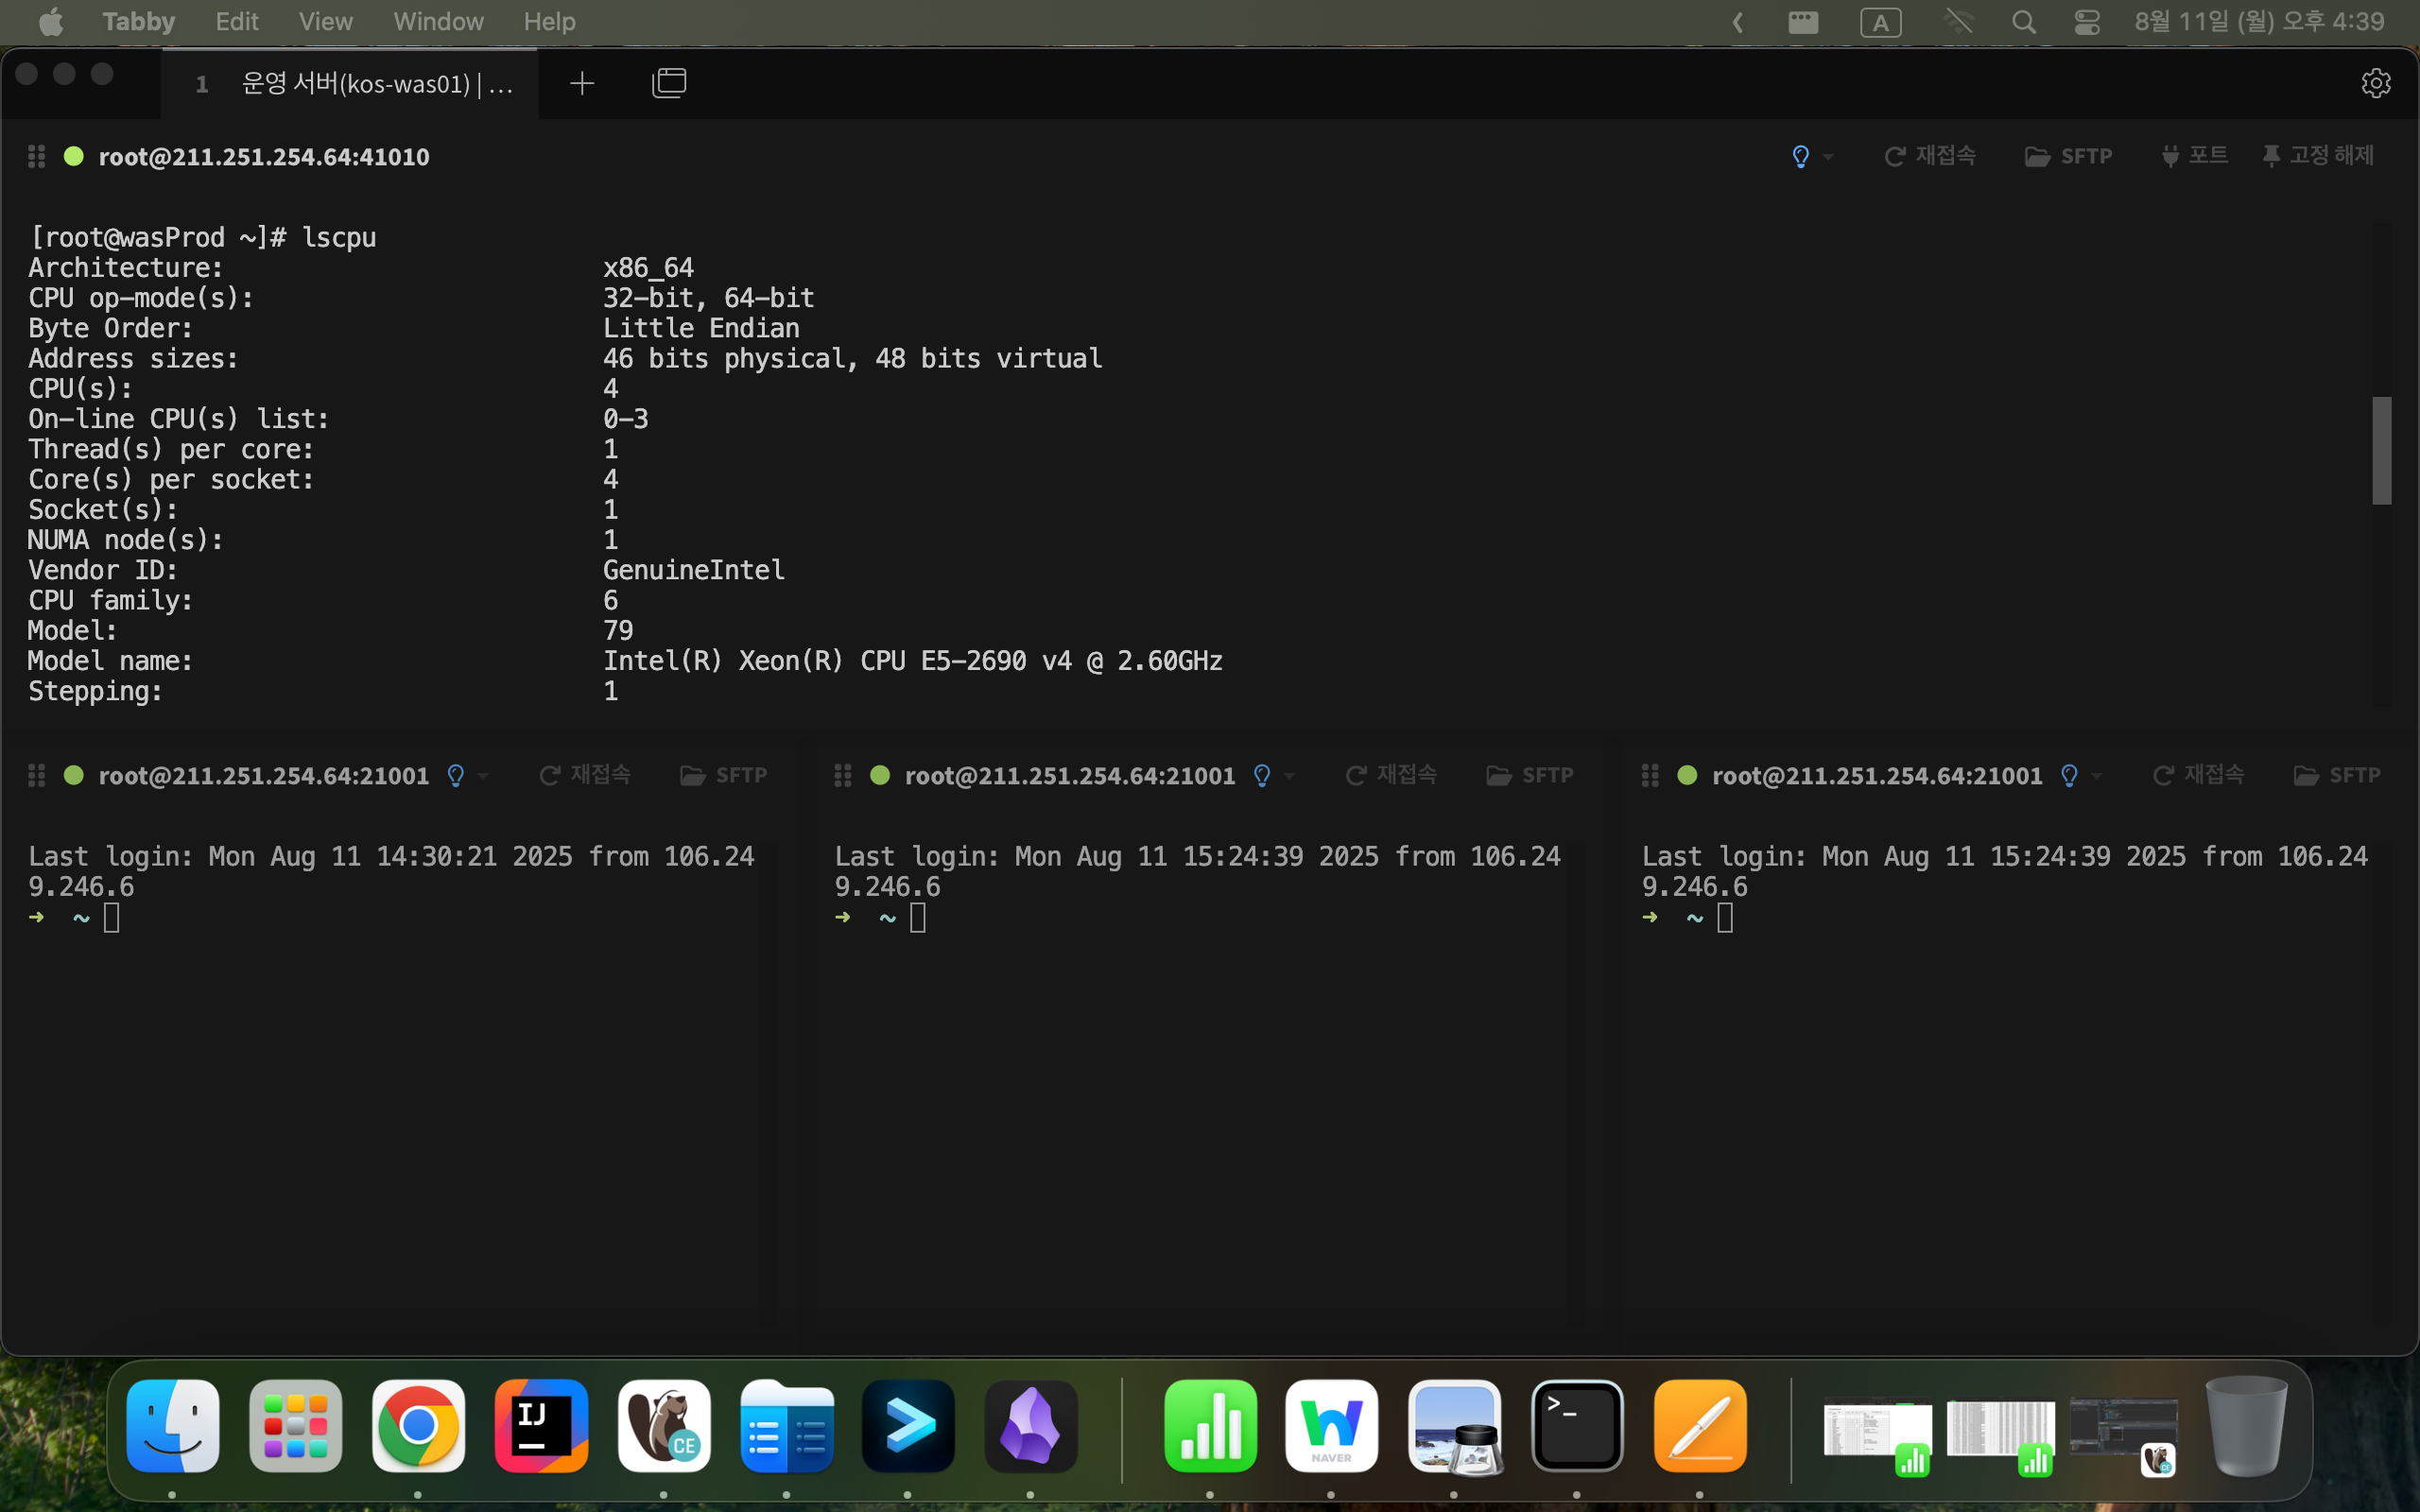 Tabby Edit View Window Help
A 8월 11일 (월) 오후 4:39
1 운영 서버(kos-was01) | …
root@211.251.254.64:41010 재접속 SFTP 포트 고정 해제
[root@wasProd ~]# lscpu
Architecture: x86_64
CPU op-mode(s): 32-bit, 64-bit
Byte Order: Little Endian
Address sizes: 46 bits physical, 48 bits virtual
CPU(s): 4
On-line CPU(s) list: 0-3
Thread(s) per core: 1
Core(s) per socket: 4
Socket(s): 1
NUMA node(s): 1
Vendor ID: GenuineIntel
CPU family: 6
Model: 79
Model name: Intel(R) Xeon(R) CPU E5-2690 v4 @ 2.60GHz
Stepping: 1
root@211.251.254.64:21001 재접속 SFTP
Last login: Mon Aug 11 14:30:21 2025 from 106.24
9.246.6
➜ ~
root@211.251.254.64:21001 재접속 SFTP
Last login: Mon Aug 11 15:24:39 2025 from 106.24
9.246.6
➜ ~
root@211.251.254.64:21001 재접속 SFTP
Last login: Mon Aug 11 15:24:39 2025 from 106.24
9.246.6
➜ ~
IJ
CE
NAVER
>_